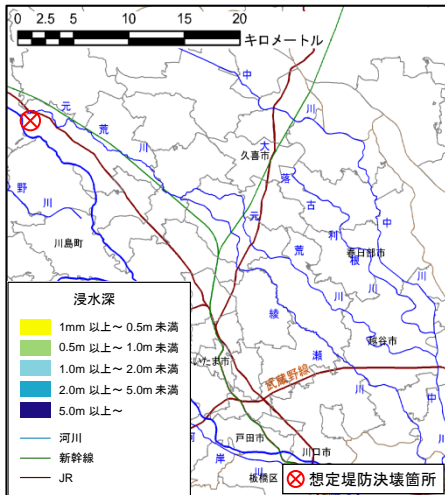 0 2.5 5 10 15 20
キロメートル
中
川
元
荒
川
大
落
古
利
根
川
久喜市
野
川
川島町
元
荒
川
中
川
春日部市
綾
瀬
川
越谷市
いたま市
武蔵野線
戸田市
川口市
岸
川
板橋区
浸水深
1mm 以上～ 0.5m 未満
0.5m 以上～ 1.0m 未満
1.0m 以上～ 2.0m 未満
2.0m 以上～ 5.0m 未満
5.0m 以上～
河川
新幹線
JR
想定堤防決壊箇所